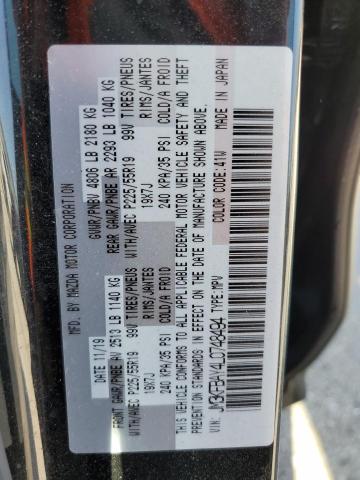 MFD. BY MAZDA MOTOR CORPORATION
DATE 11/19 GVWR/PNBV 4806 LB 2180 KG
FRONT GAWR/PNBE AV 2513 LB 1140 KG REAR GAWR/PNBE AR 2293 LB 1040 KG
WITH/AVEC P225/55R19 99V TIRES/PNEUS WITH/AVEC P225/55R19 99V TIRES/PNEUS
19X7J RIMS/JANTES 19X7J RIMS/JANTES
240 KPA/35 PSI COLD/A FROID 240 KPA/35 PSI COLD/A FROID
THIS VEHICLE CONFORMS TO ALL APPLICABLE FEDERAL MOTOR VEHICLE SAFETY AND THEFT
PREVENTION STANDARDS IN EFFECT ON THE DATE OF MANUFACTURE SHOWN ABOVE.
VIN: TYPE:MPV COLOR CODE:41W MADE IN JAPAN